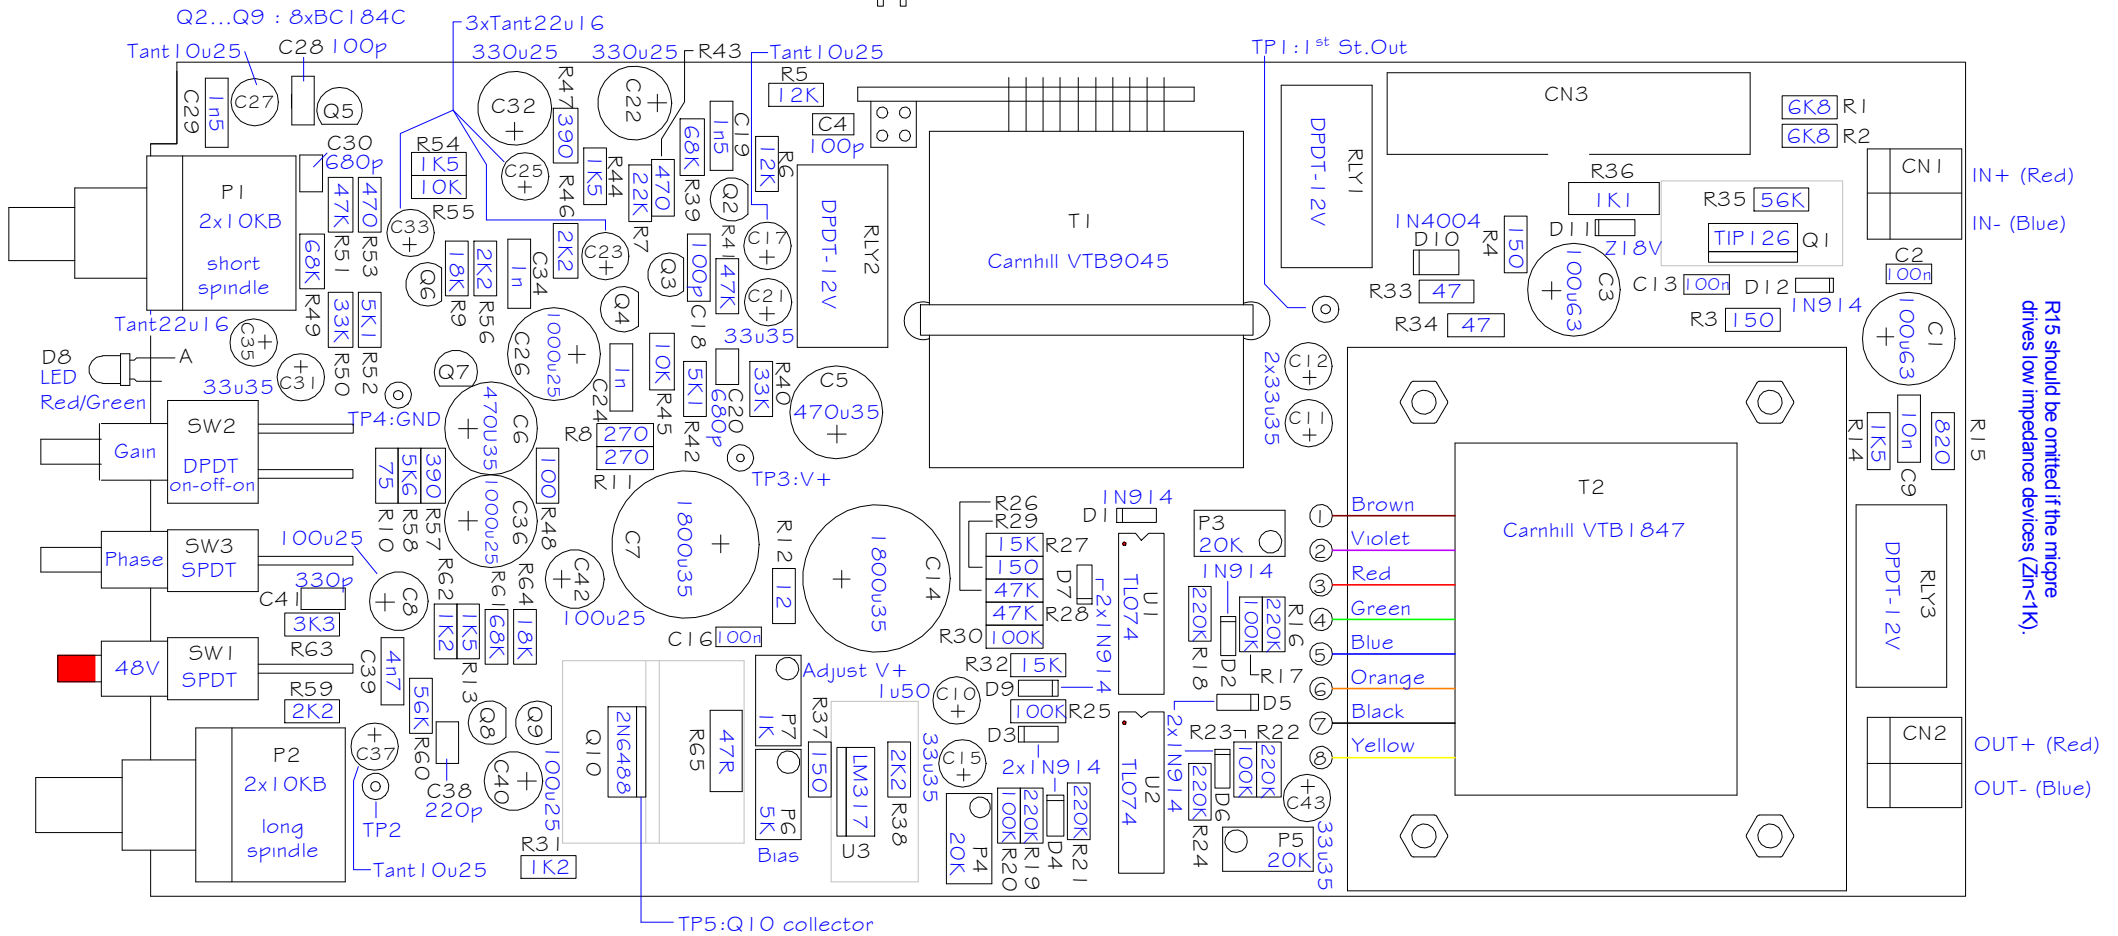 Q2...Q9 : 8xBC184C
Tant10u25
C28 100p
3xTant22u16
330u25
330u25
R43
Tant10u25
TP1:1st St.Out
C29
1n5
C27
Q5
C30
680p
C32
R47
390
C22
R5
12K
C4
100p
CN3
6K8 R1
6K8 R2
R54
1K5
10K
R55
C25
R46
1K5
R44
22K
R7
470
68K
R39
1n5
C19
12K
R6
Q2
DPDT-12V
RLY1
CN1
IN+ (Red)
IN- (Blue)
P1
2x10KB
short
spindle
47K
R51
470
R53
68K
R49
C33
Q6
18K
R9
2K2
R56
C34
1n
2K2
C23
Q3
100p
C18
R41
47K
C17
C21
33u35
DPDT-12V
RLY2
T1
Carnhill VTB9045
1N4004
D10
R4
150
R33 47
R34 47
R36
1K1
D11
Z18V
C3
100u63
R35 56K
TIP126 Q1
C13 100n
D12
1N914
R3 150
C2
100n
C1
100u63
Tant22u16
C35
33u35
C31
33K
R50
5K1
R52
Q4
1000u25
C26
Q7
1n
C24
10K
R45
5K1
R42
C20
680p
33K
R40
C5
470u35
C12
C11
2x33u35
D8
LED
Red/Green
A
TP4:GND
SW2
Gain
DPDT
on-off-on
470U35
C6
R8 270
270
R11
TP3:V+
R14
1K5
10n
C9
820
R15
R15 should be omitted if the micpre
drives low impedance devices (Zin<1K).
75
R10
5K6
R58
390
R57
1000u25
C36
100
R48
C7
1800u35
R12
12
1800u35
C14
R26
R29
15K R27
150
47K
47K R28
R30 100K
1N914
D1
D7
2x1N914
U1
TL074
P3
20K
1N914
1 Brown
2 Violet
3 Red
4 Green
5 Blue
6 Orange
7 Black
8 Yellow
T2
Carnhill VTB1847
DPDT-12V
RLY3
Phase
SW3
SPDT
100u25
330p
C41
3K3
R63
C8
R62
1K2
1K5
R13
R61
68K
R64
18K
C42
100u25
C16 100n
220K
R18
D2
100K
R17
220K
R16
48V
SW1
SPDT
C39
4n7
R59
2K2
56K
R60
Q8
Q9
Q10
2N6488
R65
47R
Adjust V+
1K
P7
R37
150
LM317
U3
2K2
R38
1u50
C10
R32 15K
D9
100K R25
D3
2x1N914
D5
2x1N914
U2
TL074
R23
R22
100K
220K
D6
220K
R24
C43
33u35
CN2
OUT+ (Red)
OUT- (Blue)
P2
2x10KB
long
spindle
C37
TP2
Tant10u25
C38
220p
C40
100u25
R31
1K2
5K
P6
Bias
C15
33u35
20K
P4
100K
R20
220K
R19
D4
220K
R21
P5
20K
TP5:Q10 collector